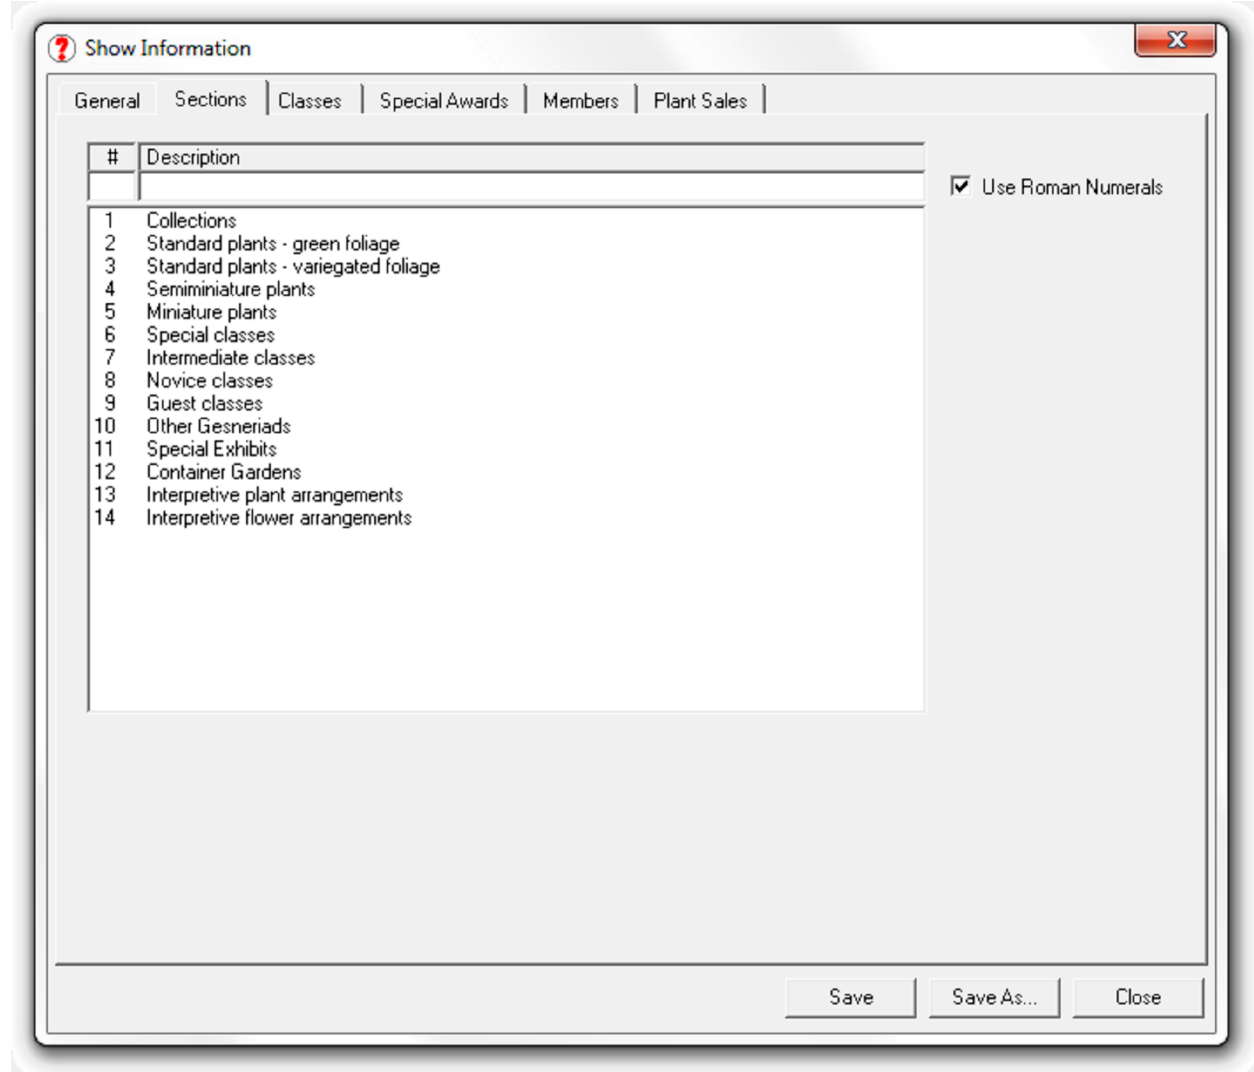 Show Information
General Sections Classes Special Awards Members Plant Sales
# Description
Use Roman Numerals
1 Collections
2 Standard plants - green foliage
3 Standard plants - variegated foliage
4 Semiminiature plants
5 Miniature plants
6 Special classes
7 Intermediate classes
8 Novice classes
9 Guest classes
10 Other Gesneriads
11 Special Exhibits
12 Container Gardens
13 Interpretive plant arrangements
14 Interpretive flower arrangements
Save Save As... Close